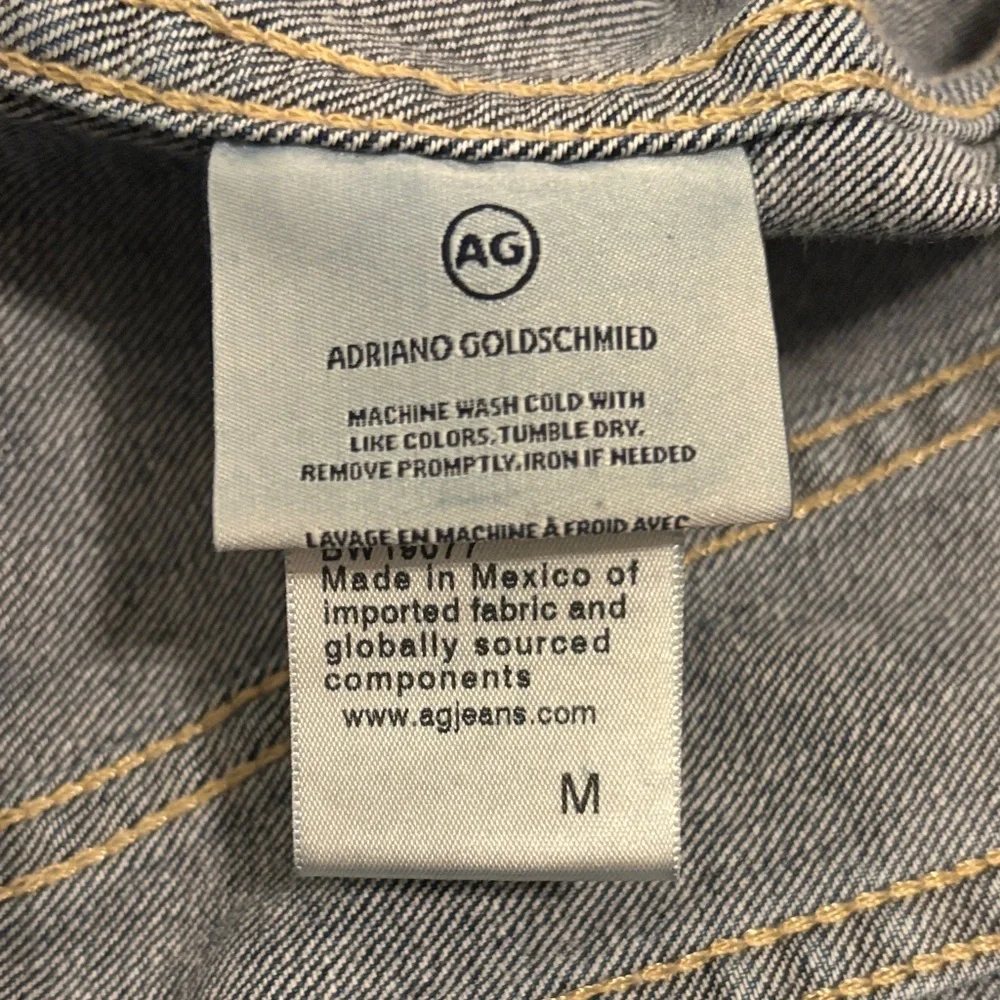 AG
ADRIANO GOLDSCHMIED
MACHINE WASH COLD WITH
LIKE COLORS,TUMBLE DRY.
REMOVE PROMPTLY,IRON IF NEEDED
LAVAGE EN MACHINE À FROID AVEC
Made in Mexico of
imported fabric and
globally sourced
components
www.agjeans.com
M